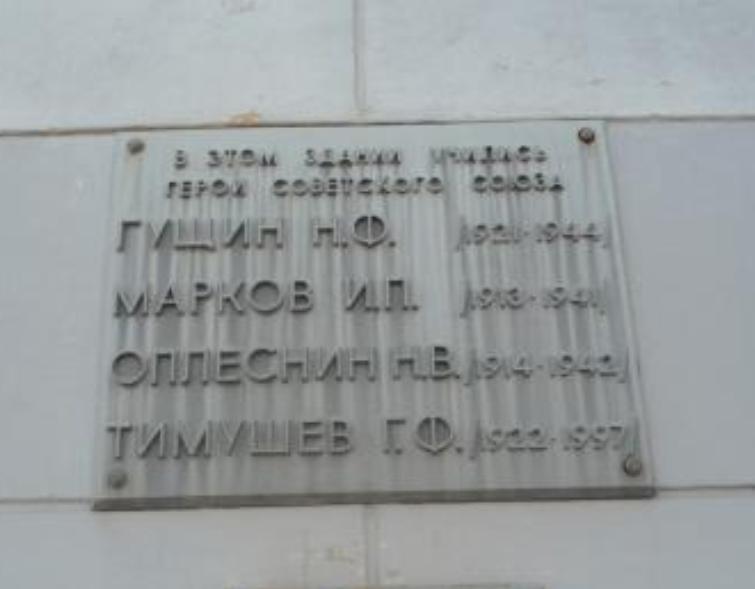 В ЭТОМ ЗДАНИИ УЧИЛИСЬ
ГЕРОИ СОВЕТСКОГО СОЮЗА
ГУЩИН Н.Ф. /1921-1944/
МАРКОВ И.П. /1913-1941/
ОПЛЕСНИН Н.В. /1914-1942/
ТИМУШЕВ Г.Ф. /1922-1997/